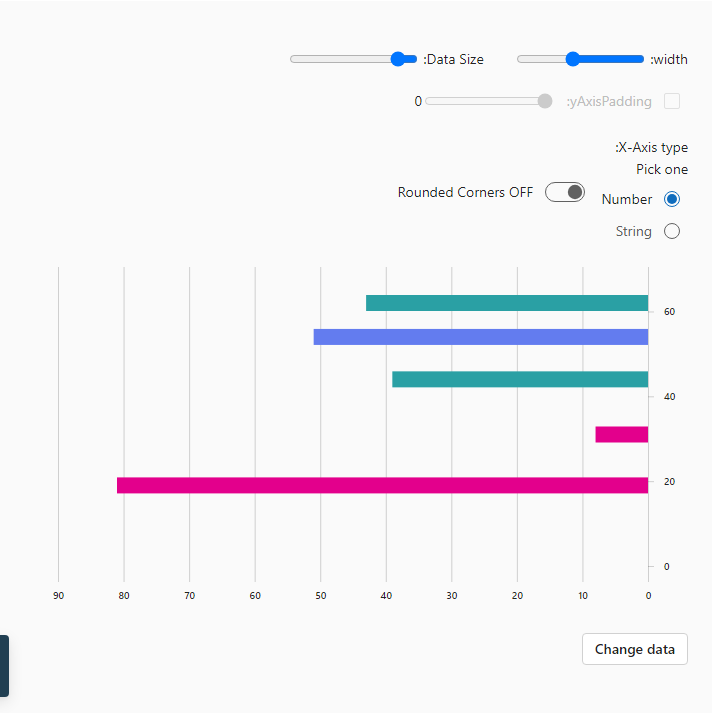 :Data Size :width
0 :yAxisPadding
:X-Axis type
Pick one
Rounded Corners OFF Number
String
60
40
20
0
90 80 70 60 50 40 30 20 10 0
Change data